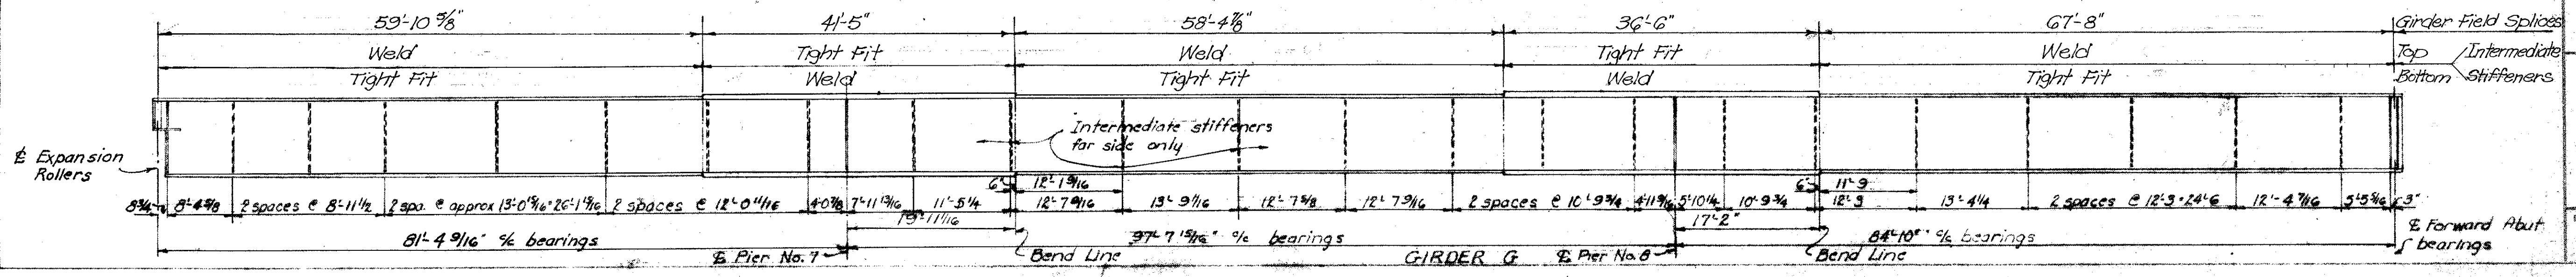 59'-10 5/8" 41'-5" 58'-4 7/8" 36'-6" 67'-8" Girder Field Splices
Weld Tight Fit Weld Tight Fit Weld Top Intermediate
Tight Fit Weld Tight Fit Weld Tight Fit Bottom Stiffeners
Intermediate stiffeners
far side only
℄ Expansion
Rollers
6" 12'-1 9/16 6" 11'-9
8 3/4 8'-4 5/8 2 spaces @ 8'-11 1/2 2 spa. @ approx 13'-0 15/16 = 26'-1 15/16 2 spaces @ 12'-0 11/16 4'-0 7/8 7'-11 13/16 11'-5 1/4 12'-7 9/16 13'-9/16 12'-7 5/8 12'-7 9/16 2 spaces @ 10'-9 3/4 4'-11 9/16 5'-10 1/4 10'-9 3/4 12'-3 13'-4 1/4 2 spaces @ 12'-3 = 24'-6 12'-4 7/16 5'-5 5/16 3"
19'-11 1/16 17'-2"
81'-4 9/16" c/c bearings 97'-7 15/16" c/c bearings 84'-10" c/c bearings
℄ Forward Abut.
bearings
℄ Pier No. 7 Bend Line GIRDER G ℄ Pier No. 8 Bend Line